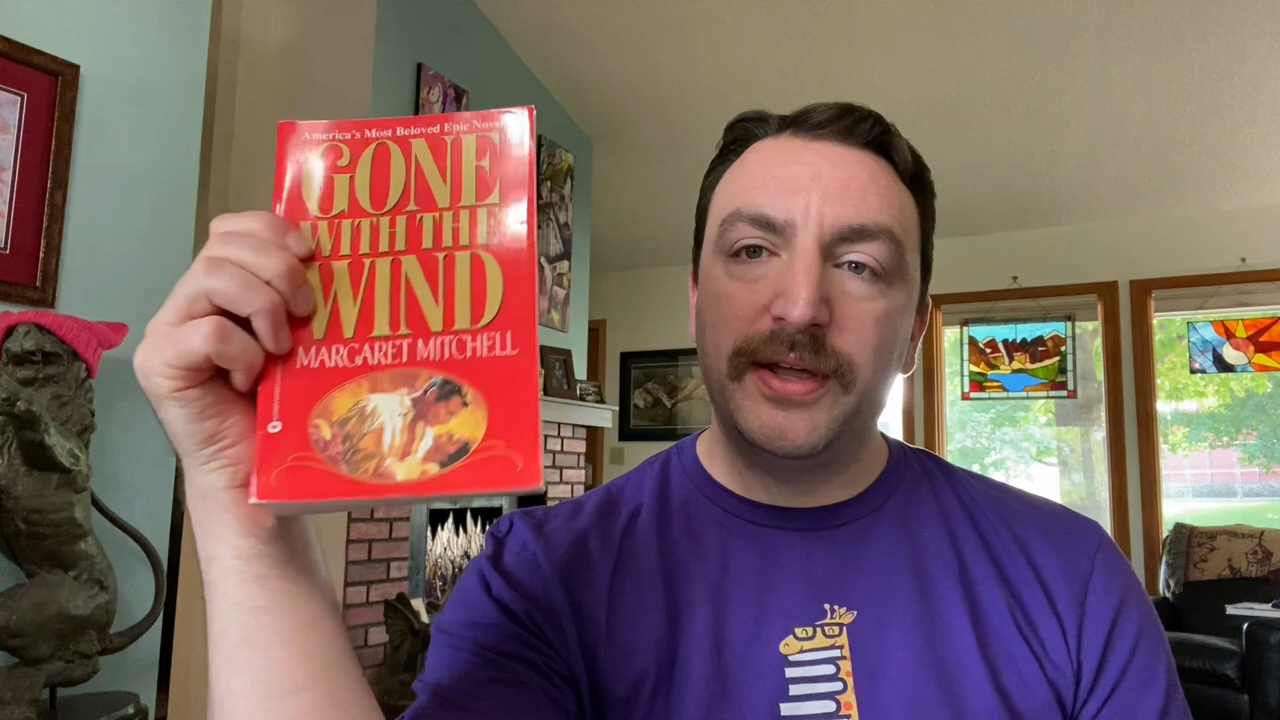 America's Most Beloved Epic Novel
GONE
WITH THE
WIND
MARGARET MITCHELL